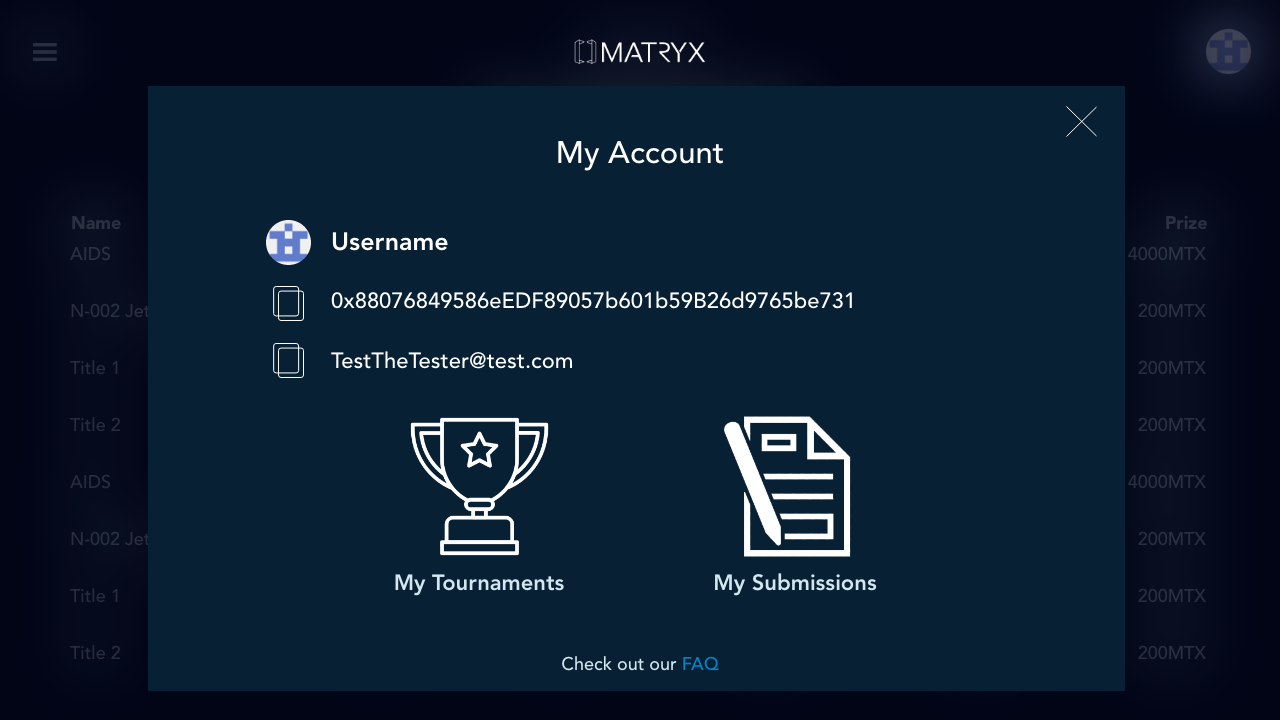 MATRYX
My Account
Name
Prize
Username
AIDS
4000MTX
0x88076849586eEDF89057b601b59B26d9765be731
N-002 Jet
200MTX
TestTheTester@test.com
Title 1
200MTX
Title 2
200MTX
AIDS
4000MTX
N-002 Jet
200MTX
My Tournaments
My Submissions
Title 1
200MTX
Title 2
200MTX
Check out our FAQ